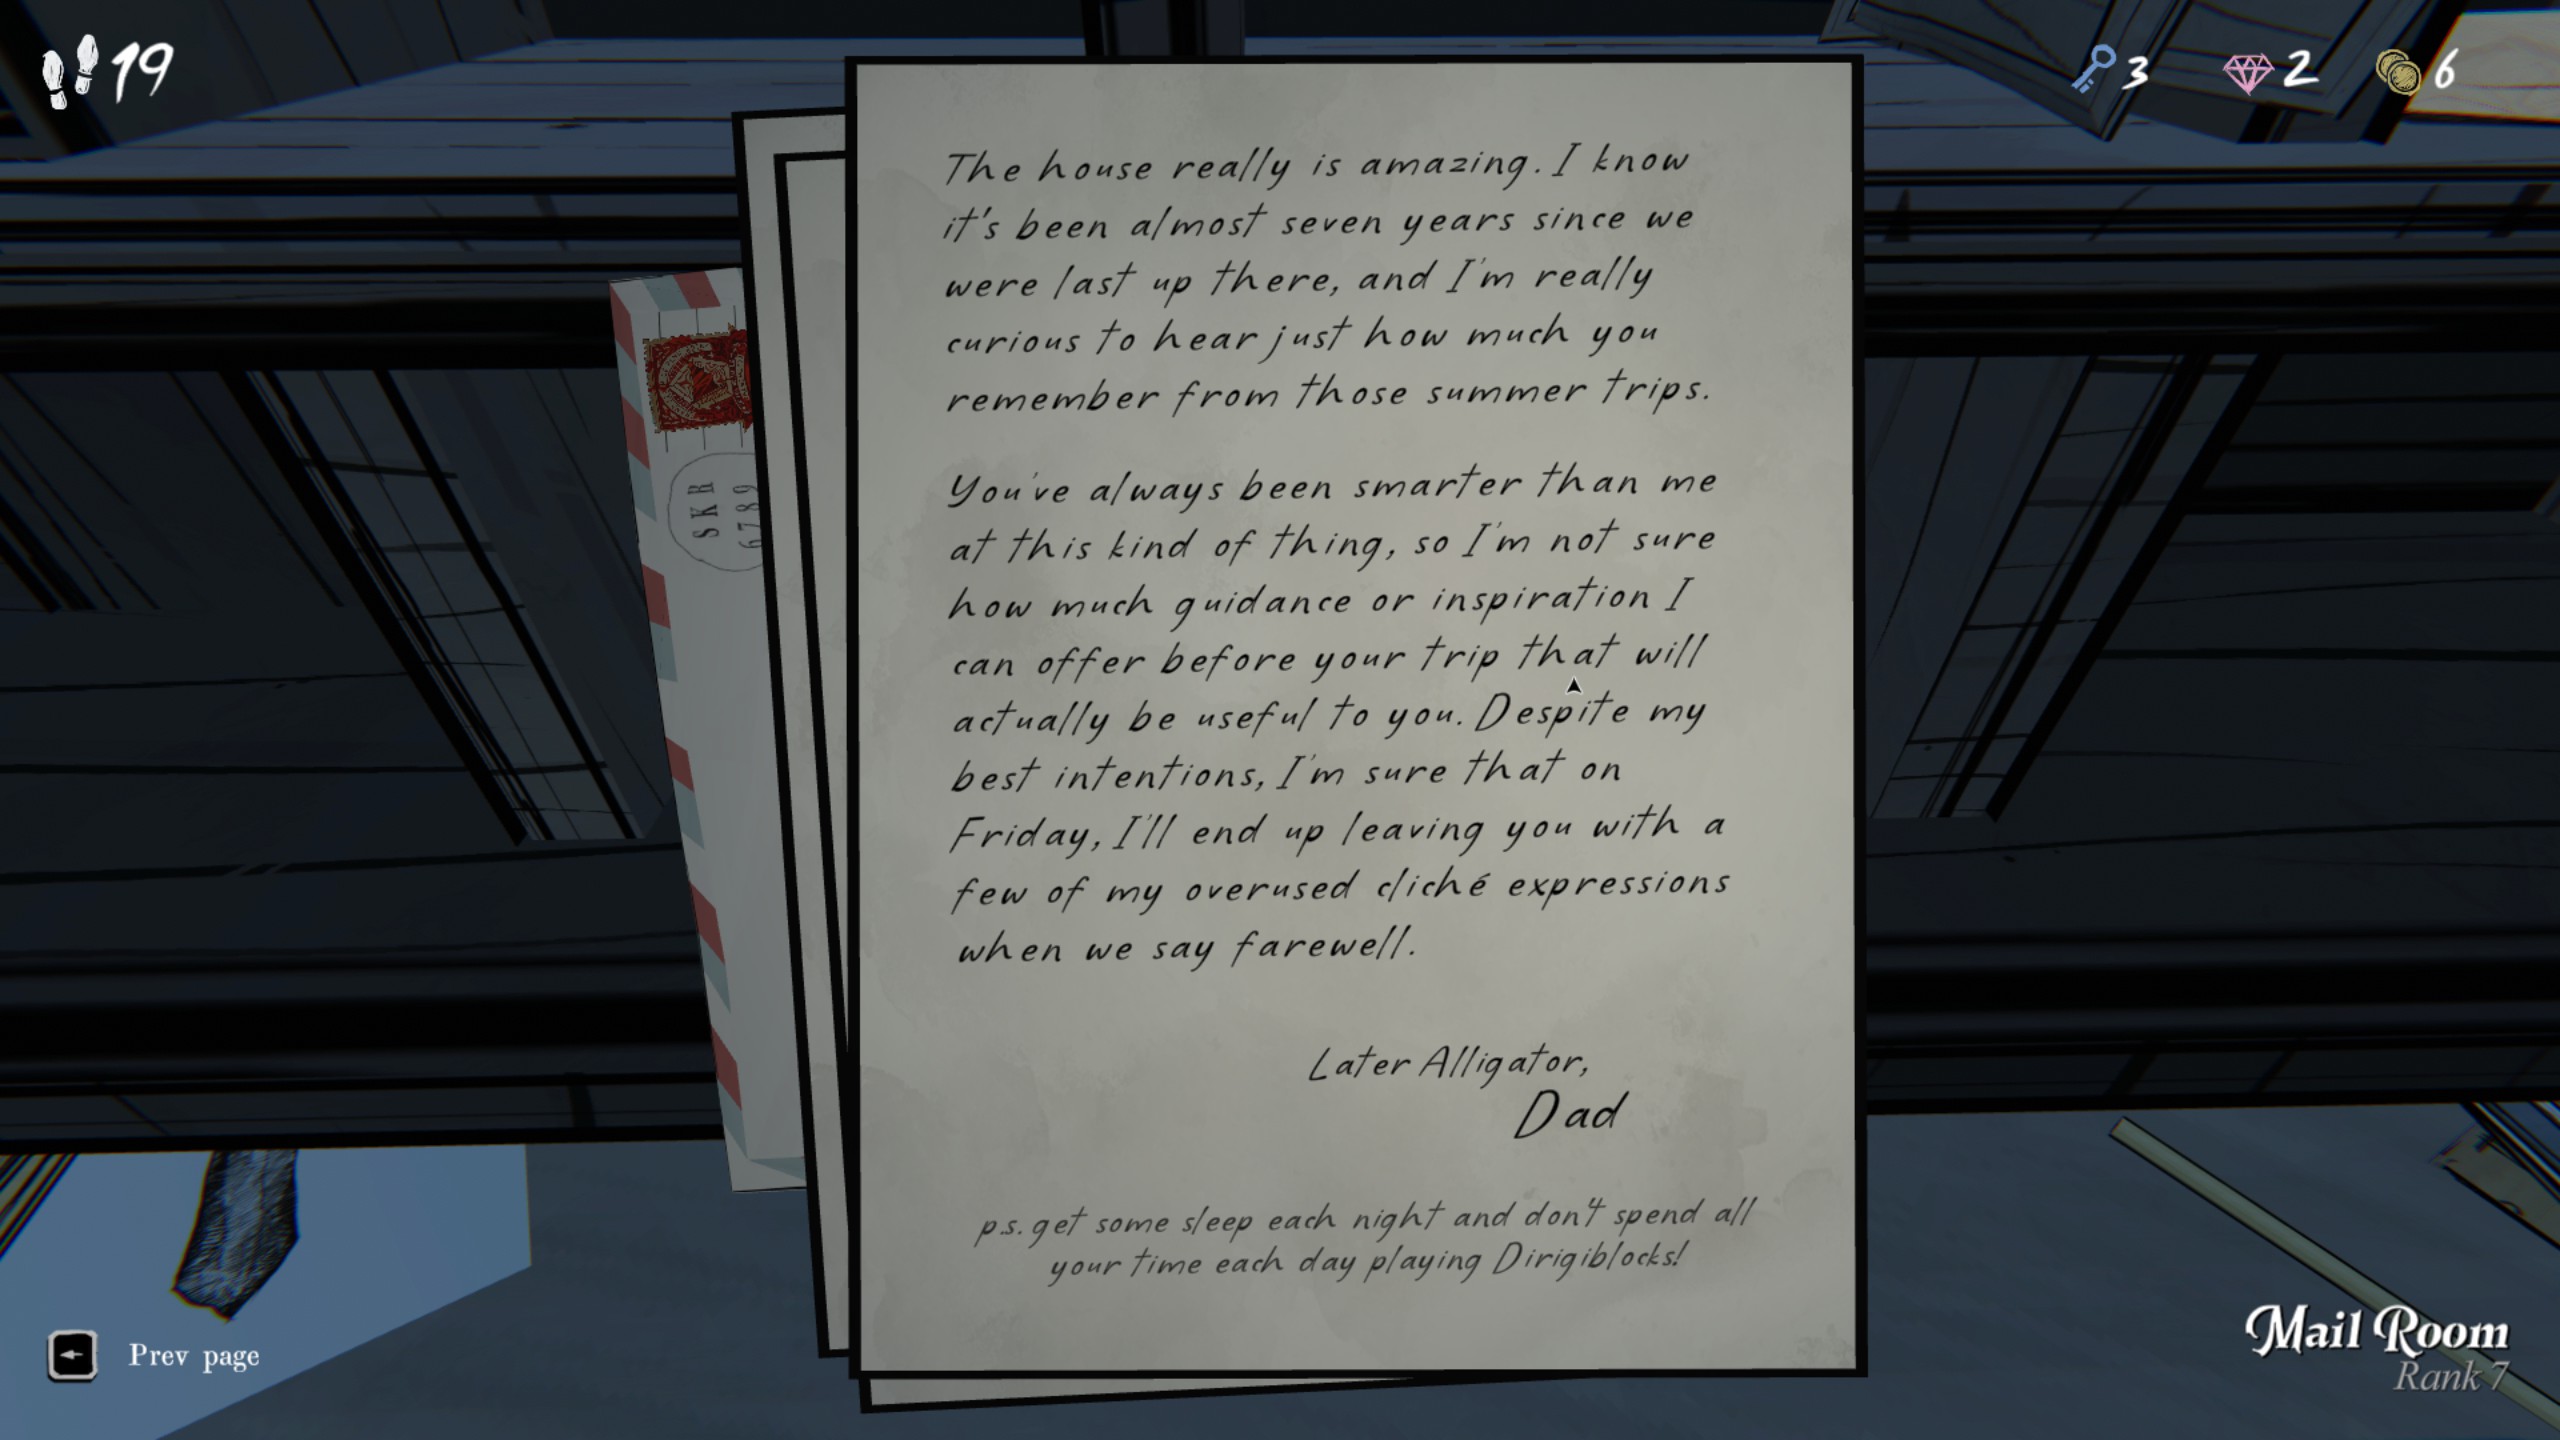 19
3
2
6
The house really is amazing. I know
it's been almost seven years since we
were last up there, and I'm really
curious to hear just how much you
remember from those summer trips.
You've always been smarter than me
at this kind of thing, so I'm not sure
how much guidance or inspiration I
can offer before your trip that will
actually be useful to you. Despite my
best intentions, I'm sure that on
Friday, I'll end up leaving you with a
few of my overused cliché expressions
when we say farewell.
Later Alligator,
Dad
p.s. get some sleep each night and don't spend all
your time each day playing Dirigiblocks!
SKR
6789
Prev page
Mail Room
Rank 7